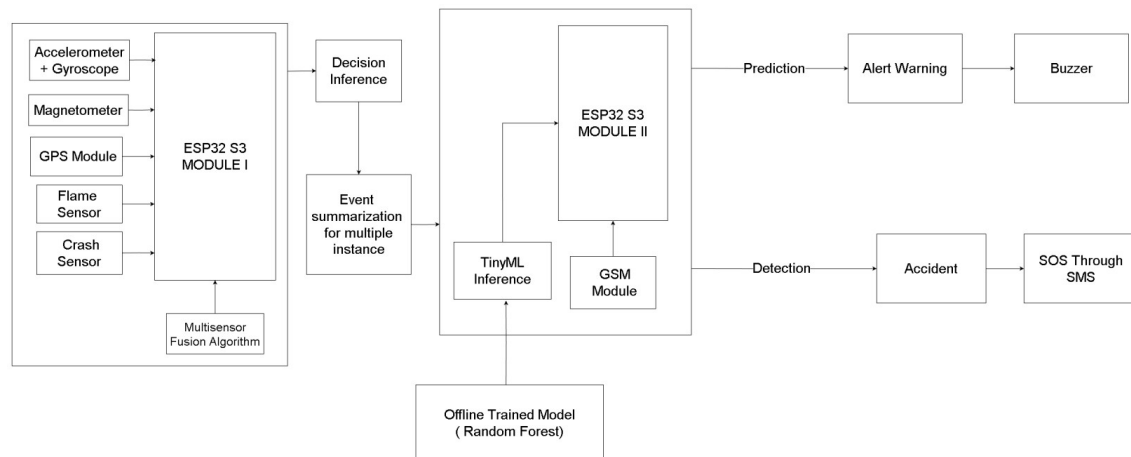 Accelerometer
+ Gyroscope
Magnetometer
GPS Module
Flame
Sensor
Crash
Sensor
ESP32 S3
MODULE I
Multisensor
Fusion Algorithm
Decision
Inference
Event
summarization
for multiple
instance
TinyML
Inference
ESP32 S3
MODULE II
GSM
Module
Offline Trained Model
( Random Forest)
Prediction
Alert Warning
Buzzer
Detection
Accident
SOS Through
SMS